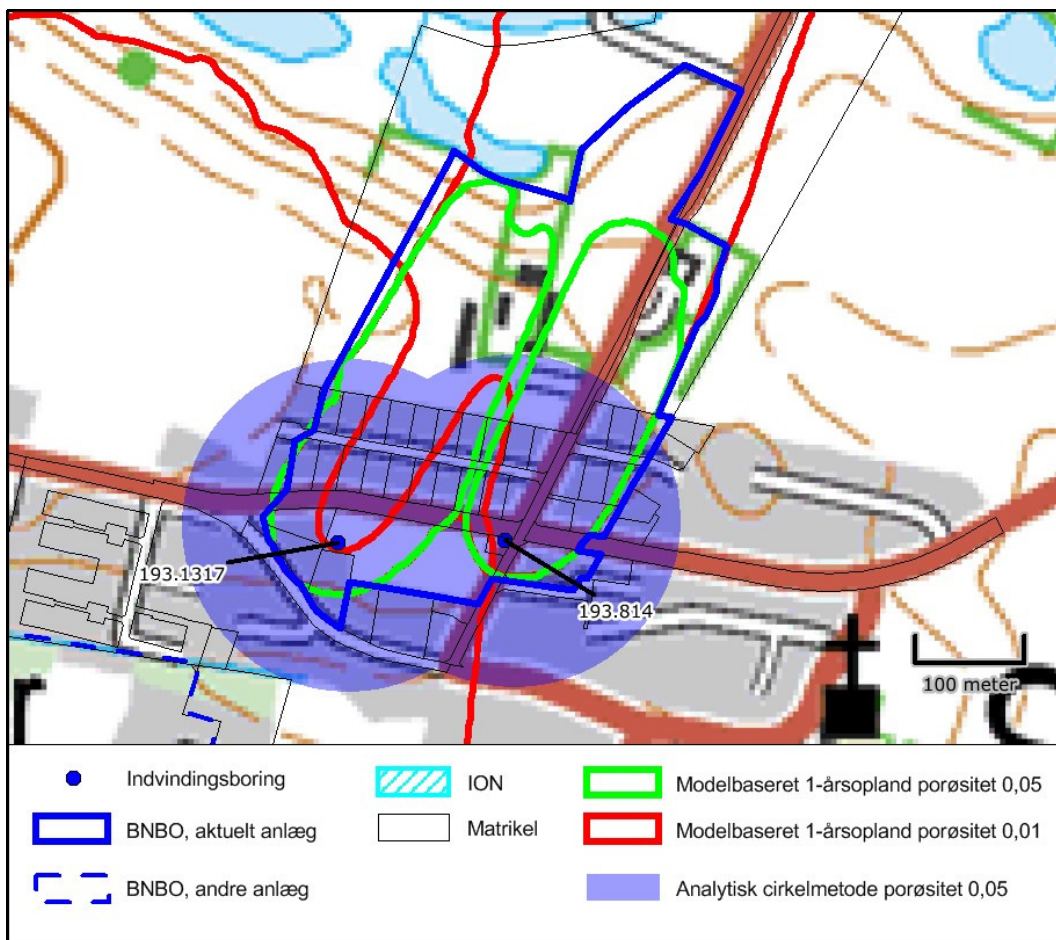 193.1317
193.814
100 meter
Indvindingsboring
ION
Modelbaseret 1-årsopland porøsitet 0,05
BNBO, aktuelt anlæg
Matrikel
Modelbaseret 1-årsopland porøsitet 0,01
BNBO, andre anlæg
Analytisk cirkelmetode porøsitet 0,05